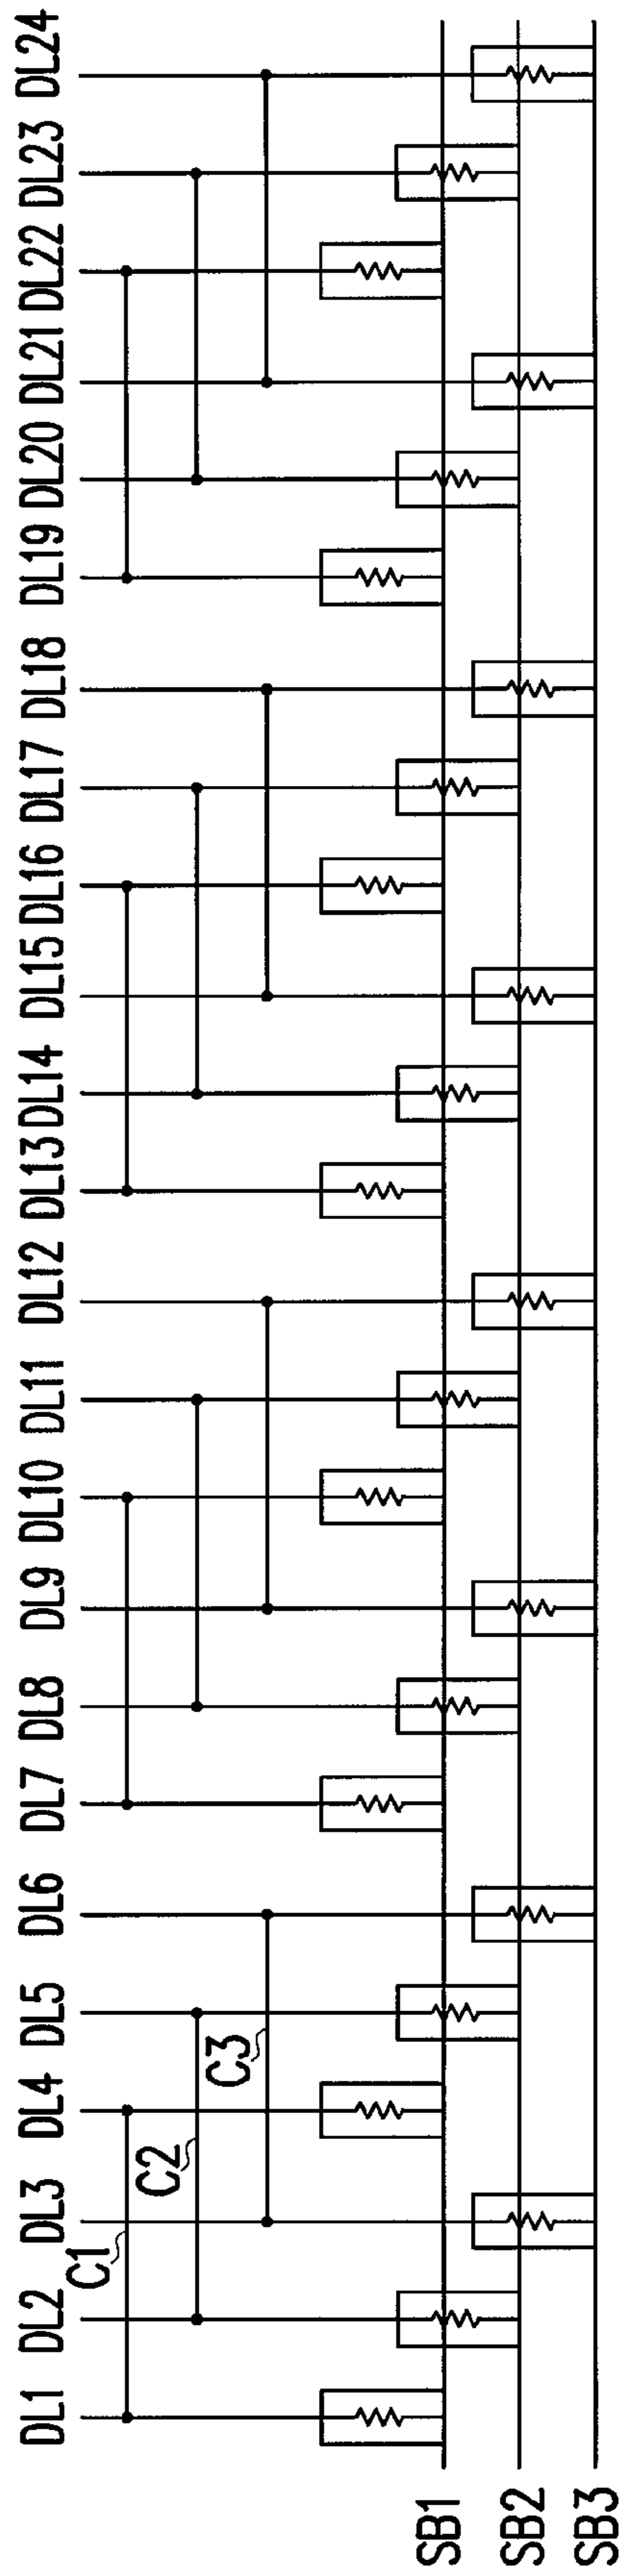 DL1 DL2 DL3 DL4 DL5 DL6 DL7 DL8 DL9 DL10 DL11 DL12 DL13 DL14 DL15 DL16 DL17 DL18 DL19 DL20 DL21 DL22 DL23 DL24
C1
C2
C3
SB1
SB2
SB3